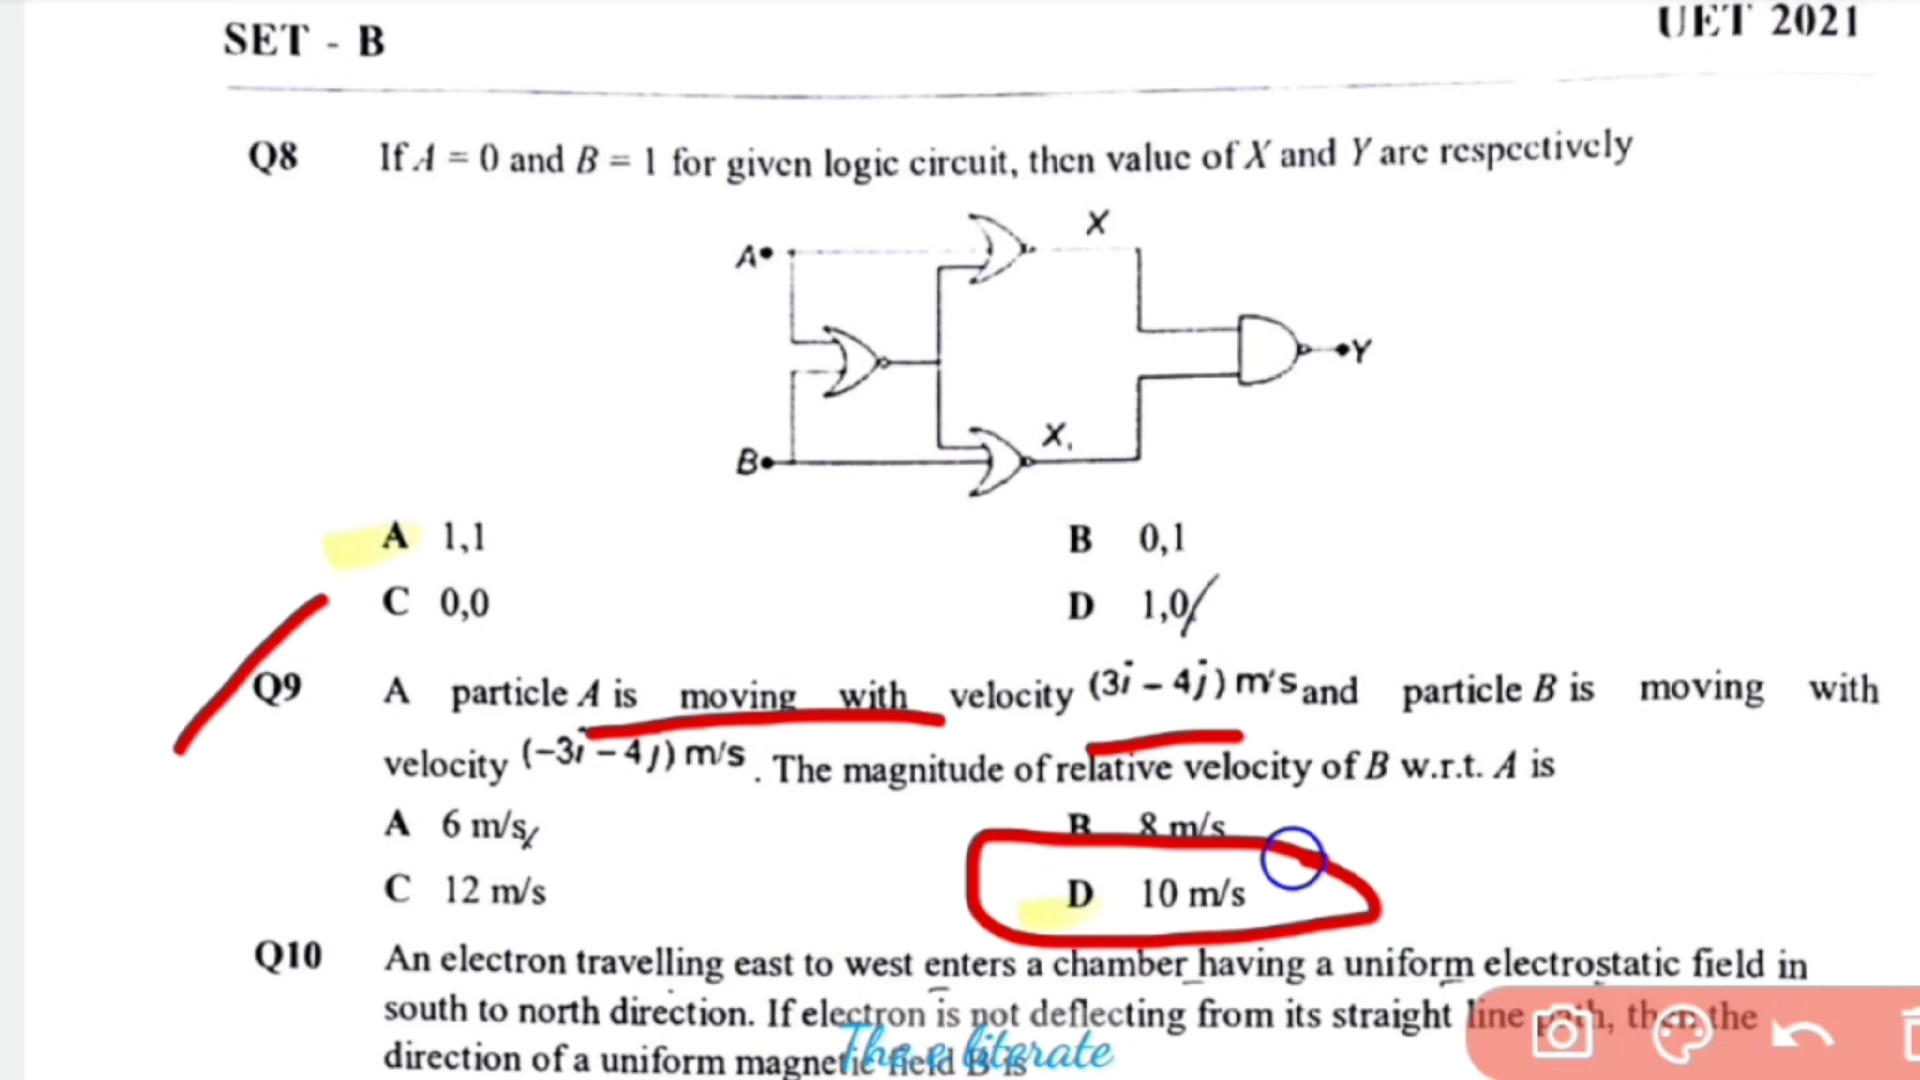 SET - B
UET 2021
Q8 If A = 0 and B = 1 for given logic circuit, then value of X and Y are respectively
X
A
Y
X
B
A 1,1
B 0,1
C 0,0
D 1,0
Q9 A particle A is moving with velocity (3i − 4j) m/s and particle B is moving with
velocity (−3i − 4j) m/s . The magnitude of relative velocity of B w.r.t. A is
A 6 m/s
B 8 m/s
C 12 m/s
D 10 m/s
Q10 An electron travelling east to west enters a chamber having a uniform electrostatic field in
south to north direction. If electron is not deflecting from its straight line path, then the
direction of a uniform magnetic field B is
The e literate